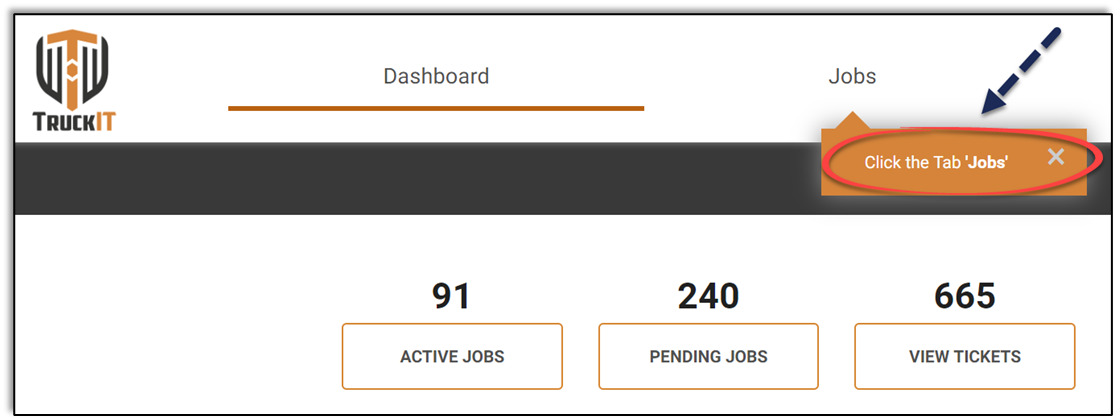 Dashboard
Jobs
TRUCKIT
Click the Tab 'Jobs'
91
240
665
ACTIVE JOBS
PENDING JOBS
VIEW TICKETS